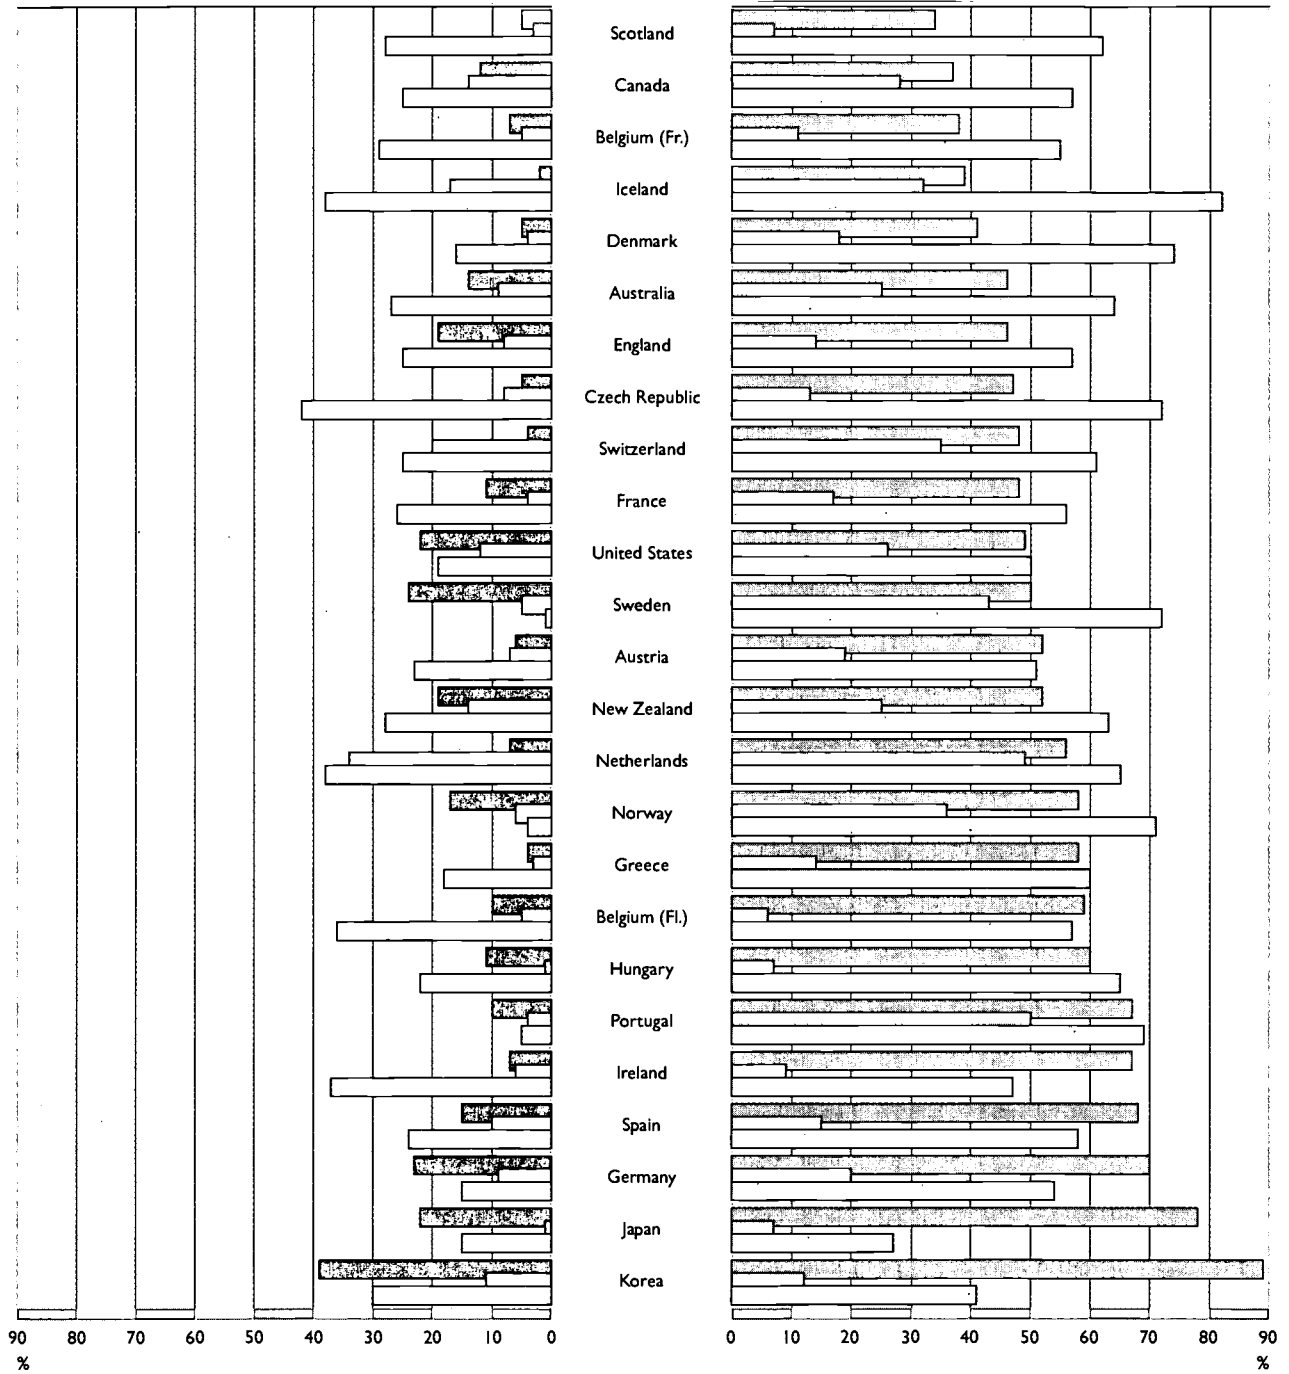 Scotland
Canada
Belgium (Fr.)
Iceland
Denmark
Australia
England
Czech Republic
Switzerland
France
United States
Sweden
Austria
New Zealand
Netherlands
Norway
Greece
Belgium (Fl.)
Hungary
Portugal
Ireland
Spain
Germany
Japan
Korea
90 80 70 60 50 40 30 20 10 0 0 10 20 30 40 50 60 70 80 90
% %